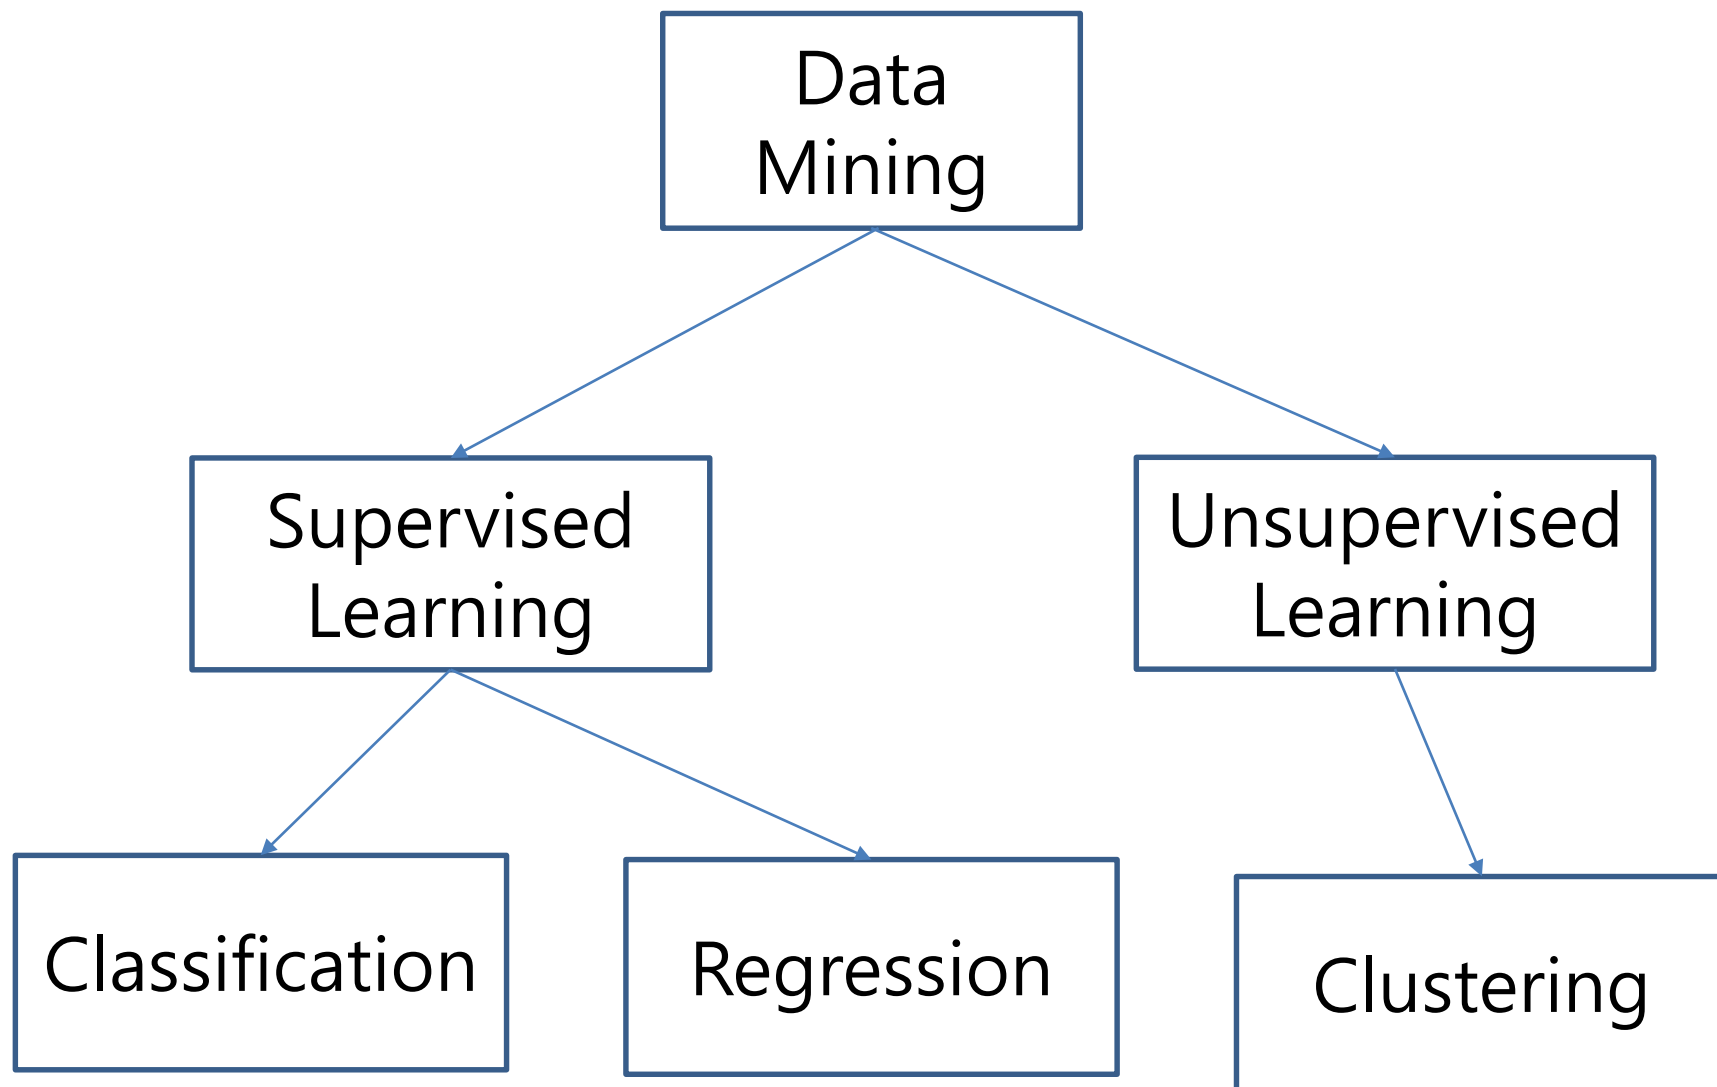 Data
Mining
Supervised
Learning
Unsupervised
Learning
Classification
Regression
Clustering